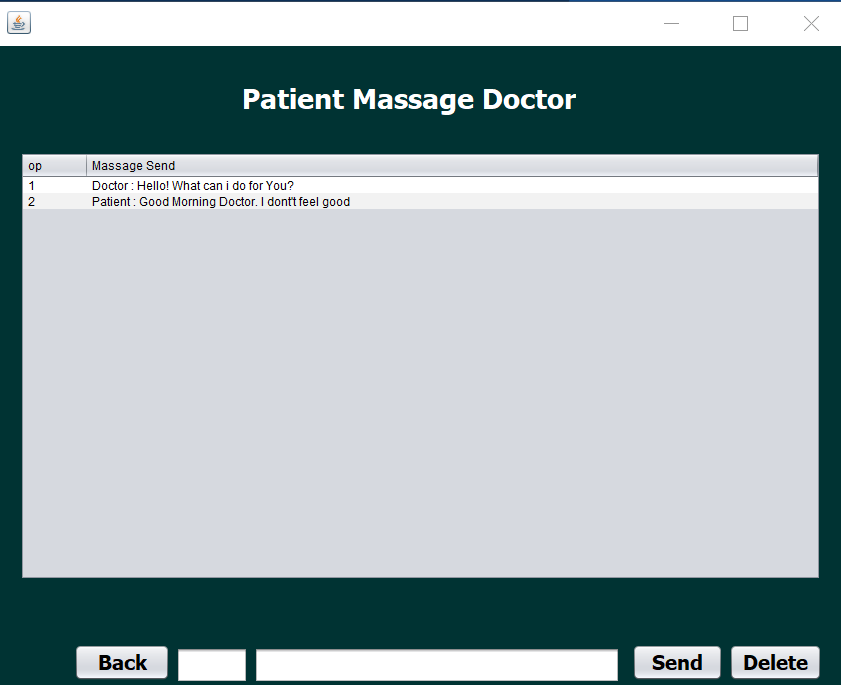 Patient Massage Doctor
op Massage Send
1 Doctor : Hello! What can i do for You?
2 Patient : Good Morning Doctor. I dont't feel good
Back Send Delete